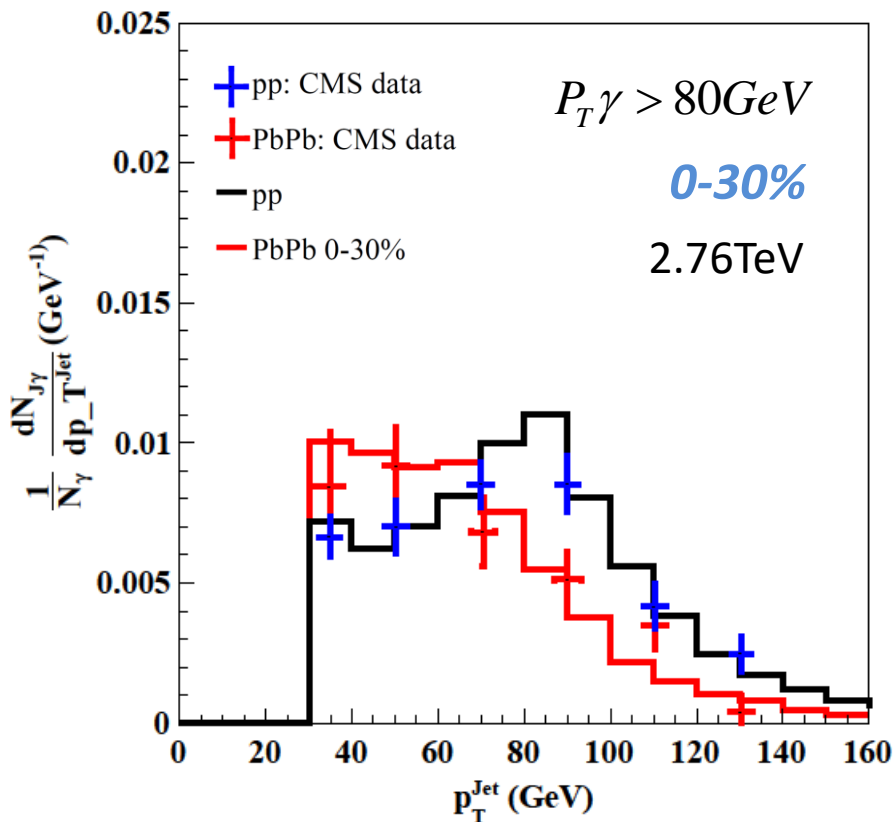 0.025
0.02
0.015
0.01
0.005
0
pp: CMS data
PbPb: CMS data
pp
PbPb 0-30%
P_T γ > 80GeV
0-30%
2.76TeV
1/N_γ dN_Jγ/dp_T^Jet (GeV^-1)
0 20 40 60 80 100 120 140 160
p_T^Jet (GeV)